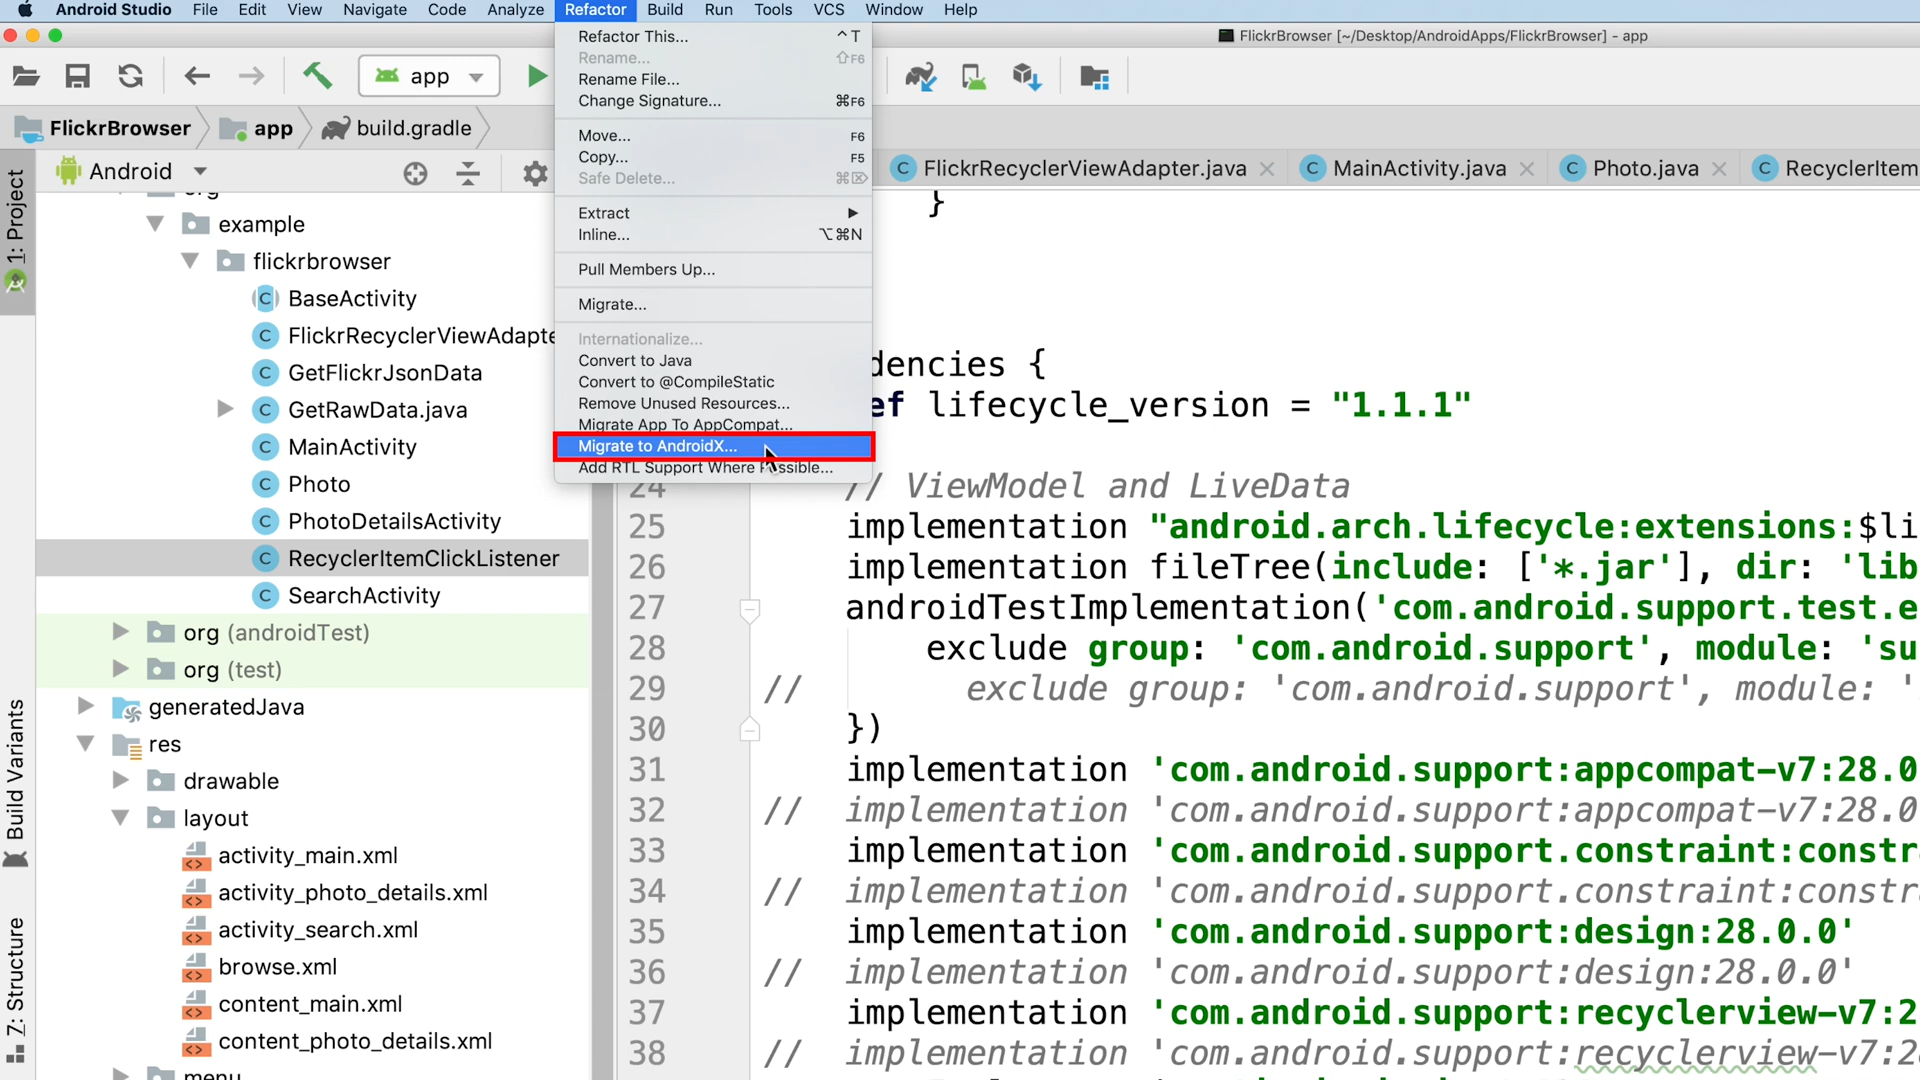 Android Studio File Edit View Navigate Code Analyze Refactor Build Run Tools VCS Window Help
FlickrBrowser [~/Desktop/AndroidApps/FlickrBrowser] - app
app
FlickrBrowser app build.gradle
Android
FlickrRecyclerViewAdapter.java MainActivity.java Photo.java RecyclerItem
Refactor This... ^T
Rename... ⇧F6
Rename File...
Change Signature... ⌘F6
Move... F6
Copy... F5
Safe Delete... ⌘⌦
Extract
Inline... ⌥⌘N
Pull Members Up...
Migrate...
Internationalize...
Convert to Java
Convert to @CompileStatic
Remove Unused Resources...
Migrate App To AppCompat...
Migrate to AndroidX...
Add RTL Support Where Possible...
1: Project
Build Variants
7: Structure
org
example
flickrbrowser
BaseActivity
FlickrRecyclerViewAdapte
GetFlickrJsonData
GetRawData.java
MainActivity
Photo
PhotoDetailsActivity
RecyclerItemClickListener
SearchActivity
org (androidTest)
org (test)
generatedJava
res
drawable
layout
activity_main.xml
activity_photo_details.xml
activity_search.xml
browse.xml
content_main.xml
content_photo_details.xml
menu
}
dencies {
ef lifecycle_version = "1.1.1"
24 // ViewModel and LiveData
25 implementation "android.arch.lifecycle:extensions:$li
26 implementation fileTree(include: ['*.jar'], dir: 'lib
27 androidTestImplementation('com.android.support.test.e
28 exclude group: 'com.android.support', module: 'su
29 // exclude group: 'com.android.support', module: '
30 })
31 implementation 'com.android.support:appcompat-v7:28.0
32 // implementation 'com.android.support:appcompat-v7:28.0
33 implementation 'com.android.support.constraint:constr
34 // implementation 'com.android.support.constraint:constr
35 implementation 'com.android.support:design:28.0.0'
36 // implementation 'com.android.support:design:28.0.0'
37 implementation 'com.android.support:recyclerview-v7:2
38 // implementation 'com.android.support:recyclerview-v7:28